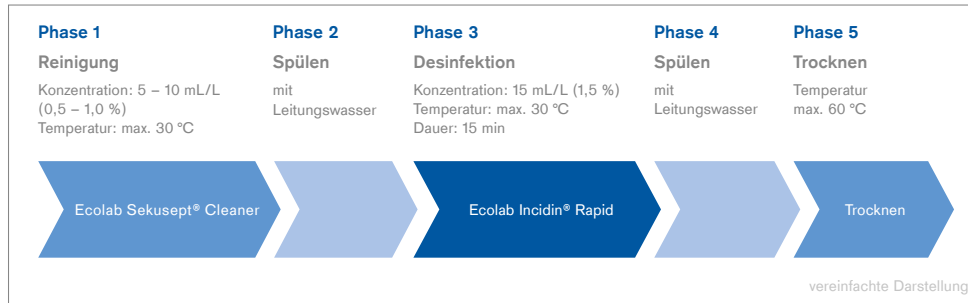 Phase 1
Reinigung
Konzentration: 5 – 10 mL/L
(0,5 – 1,0 %)
Temperatur: max. 30 °C
Phase 2
Spülen
mit
Leitungswasser
Phase 3
Desinfektion
Konzentration: 15 mL/L (1,5 %)
Temperatur: max. 30 °C
Dauer: 15 min
Phase 4
Spülen
mit
Leitungswasser
Phase 5
Trocknen
Temperatur
max. 60 °C
Ecolab Sekusept® Cleaner
Ecolab Incidin® Rapid
Trocknen
vereinfachte Darstellung